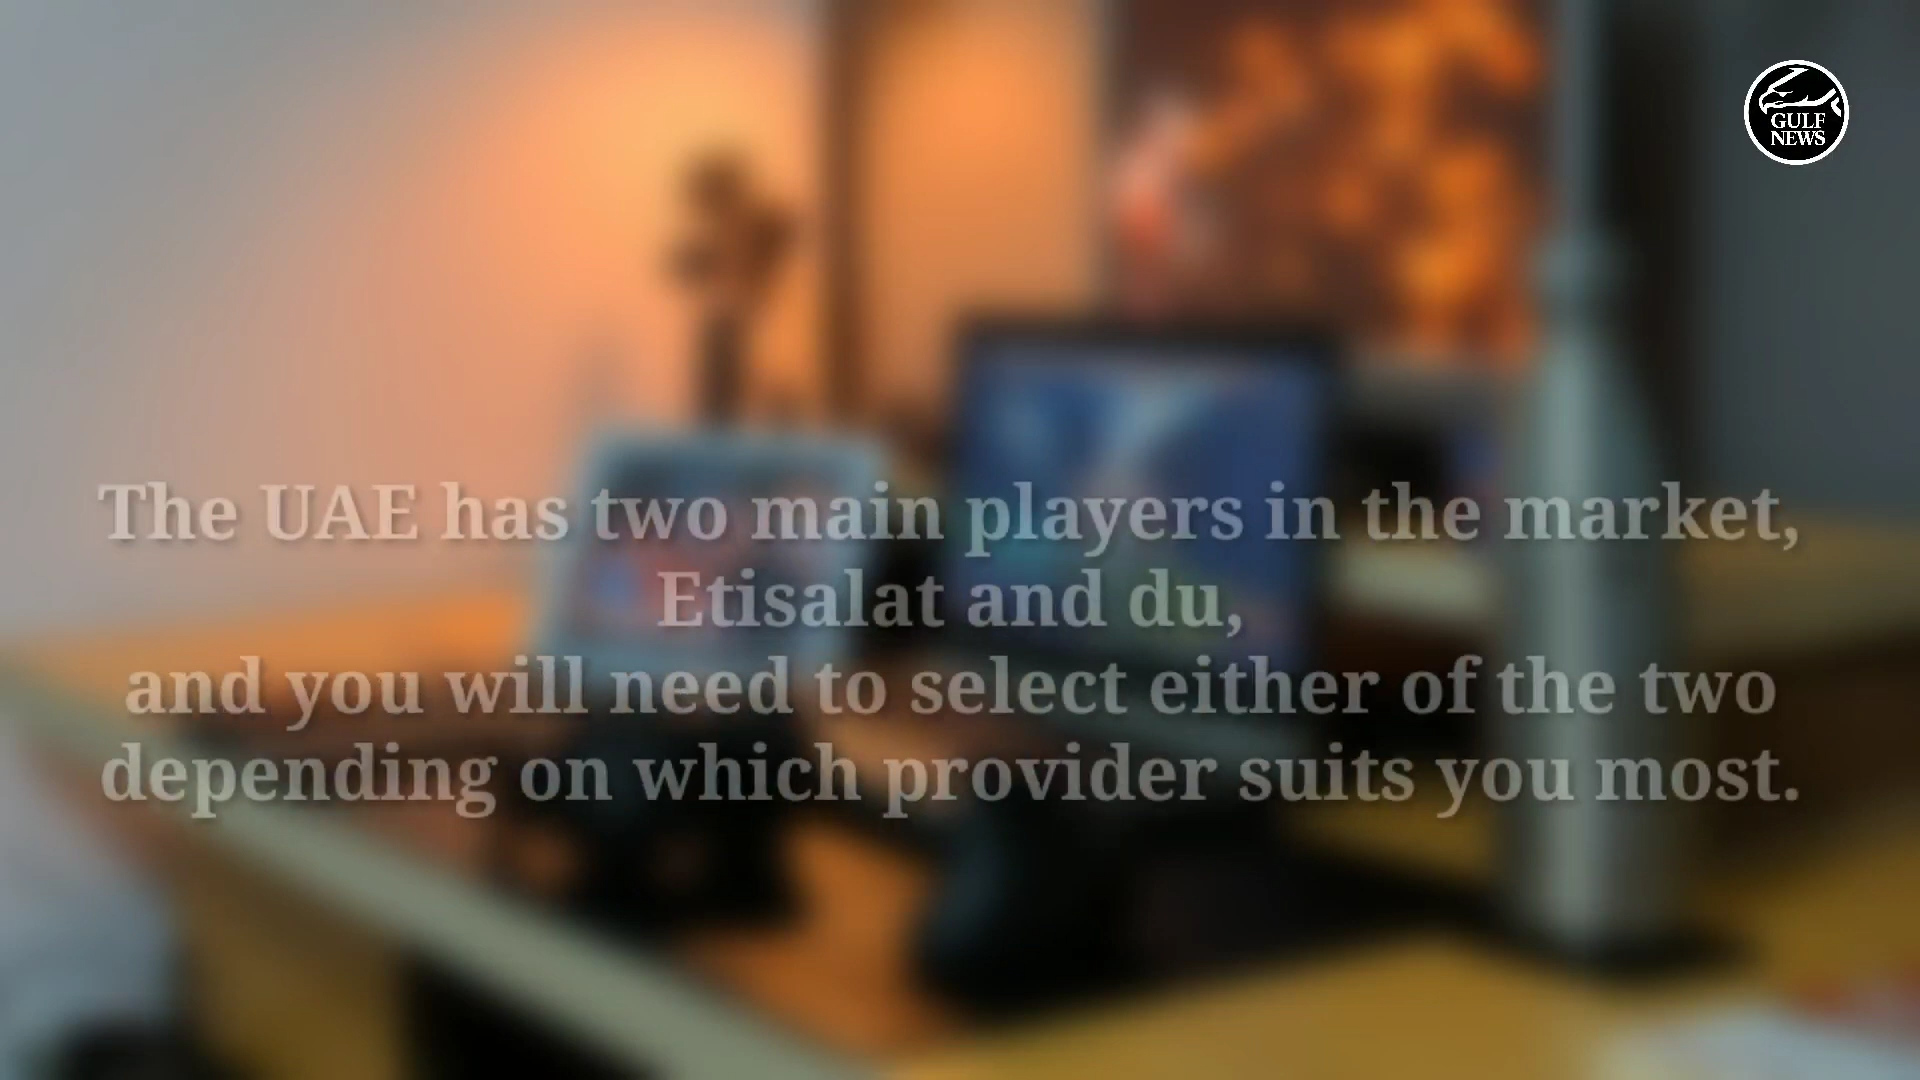 GULF
NEWS
The UAE has two main players in the market,
Etisalat and du,
and you will need to select either of the two
depending on which provider suits you most.